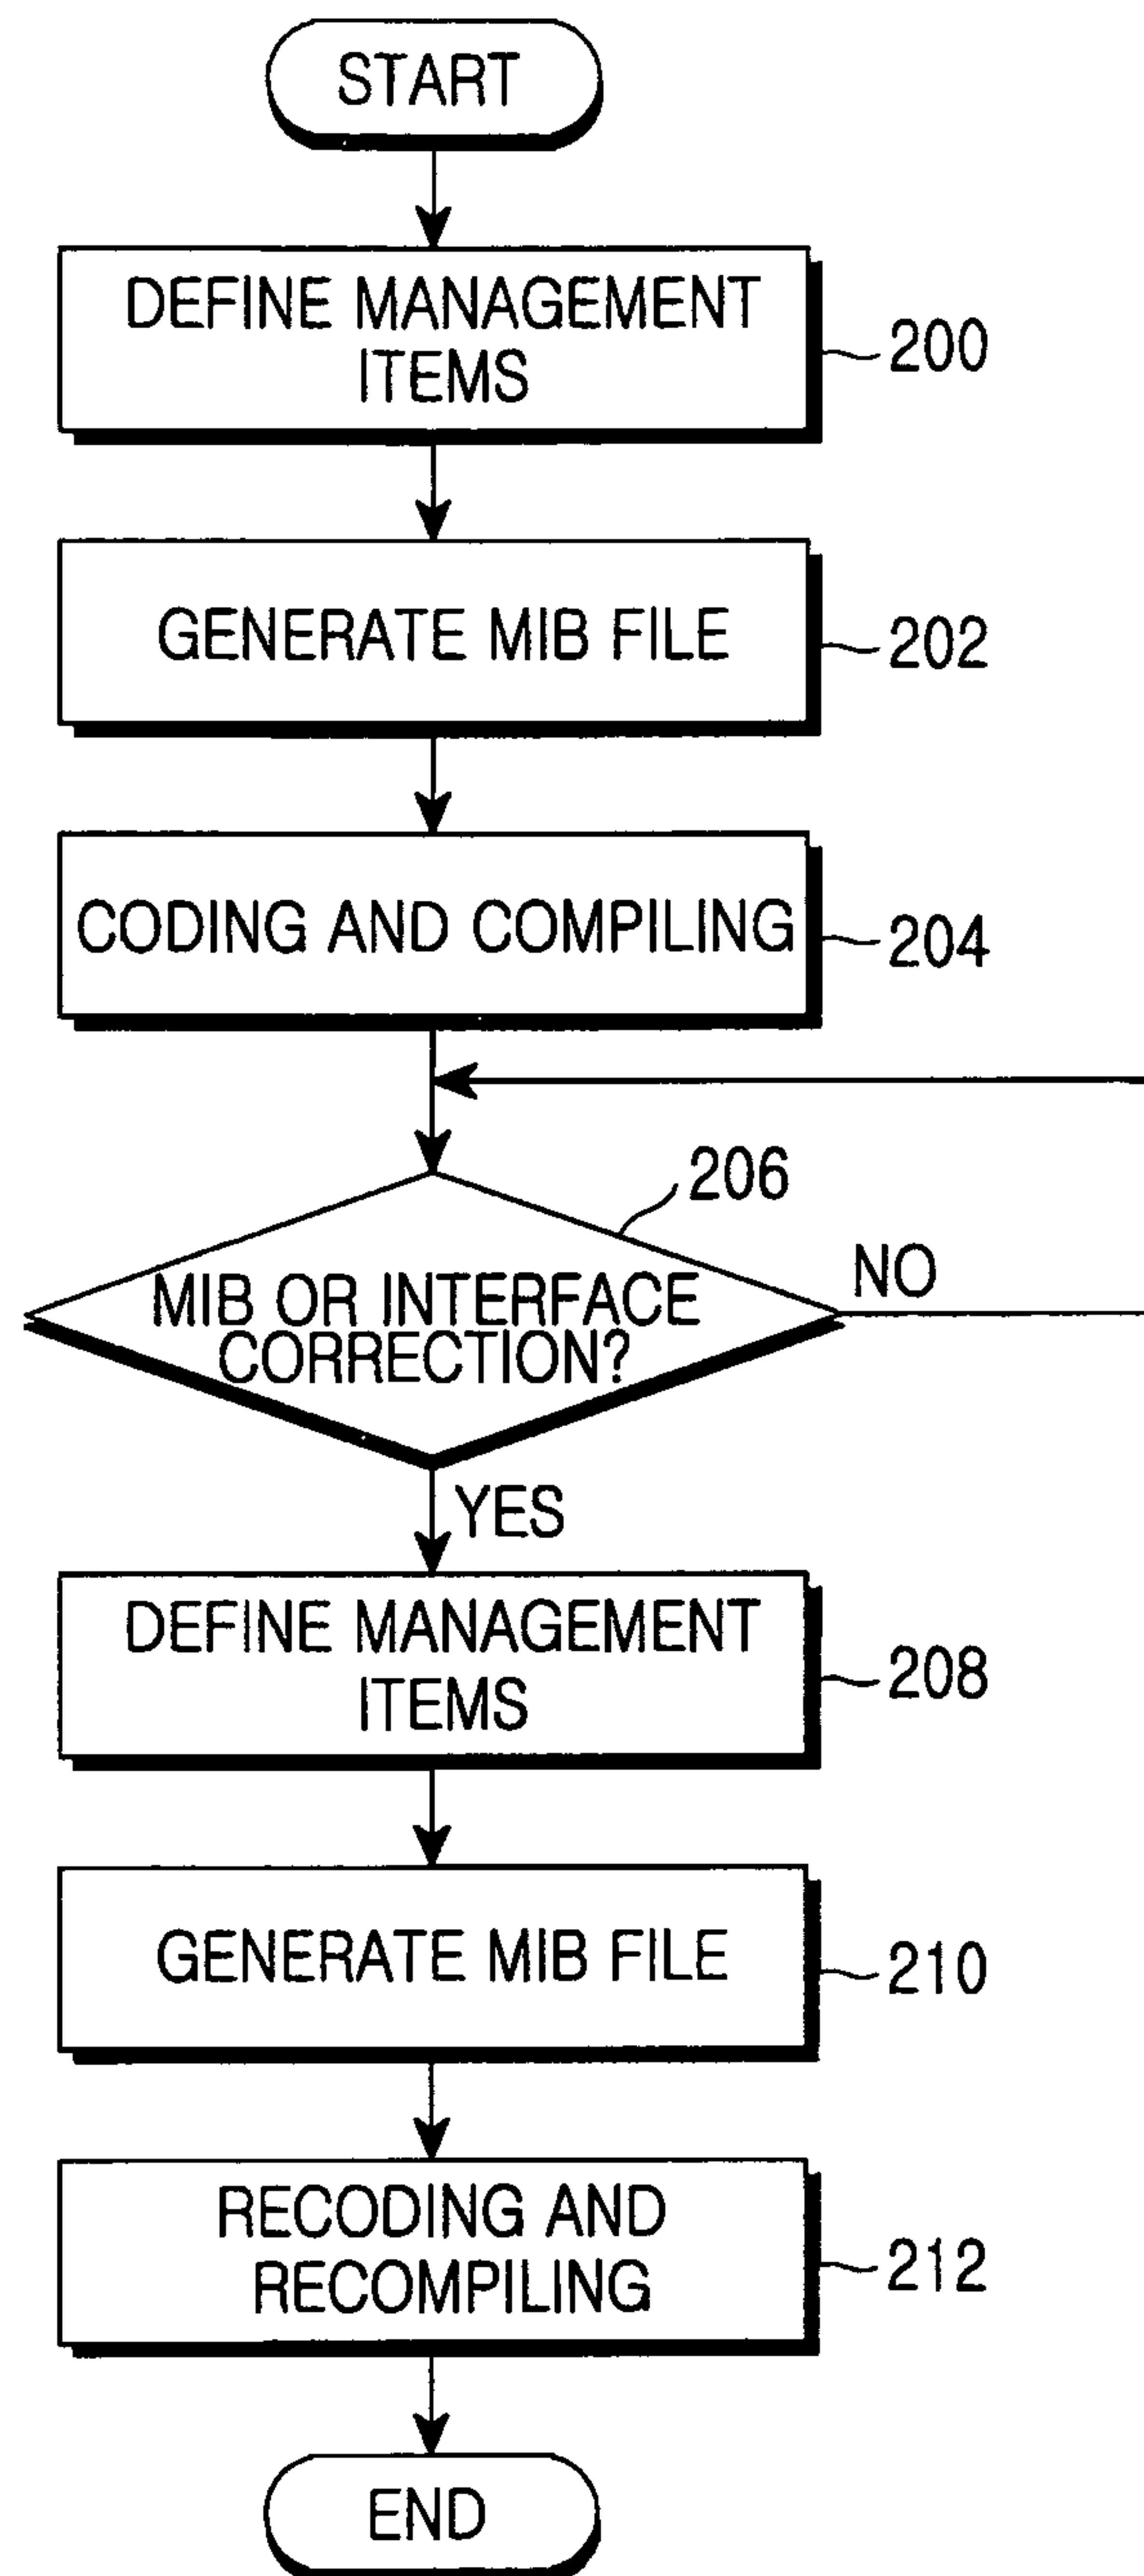 START
DEFINE MANAGEMENT
ITEMS
200
GENERATE MIB FILE
202
CODING AND COMPILING
204
206
MIB OR INTERFACE
CORRECTION?
NO
YES
DEFINE MANAGEMENT
ITEMS
208
GENERATE MIB FILE
210
RECODING AND
RECOMPILING
212
END